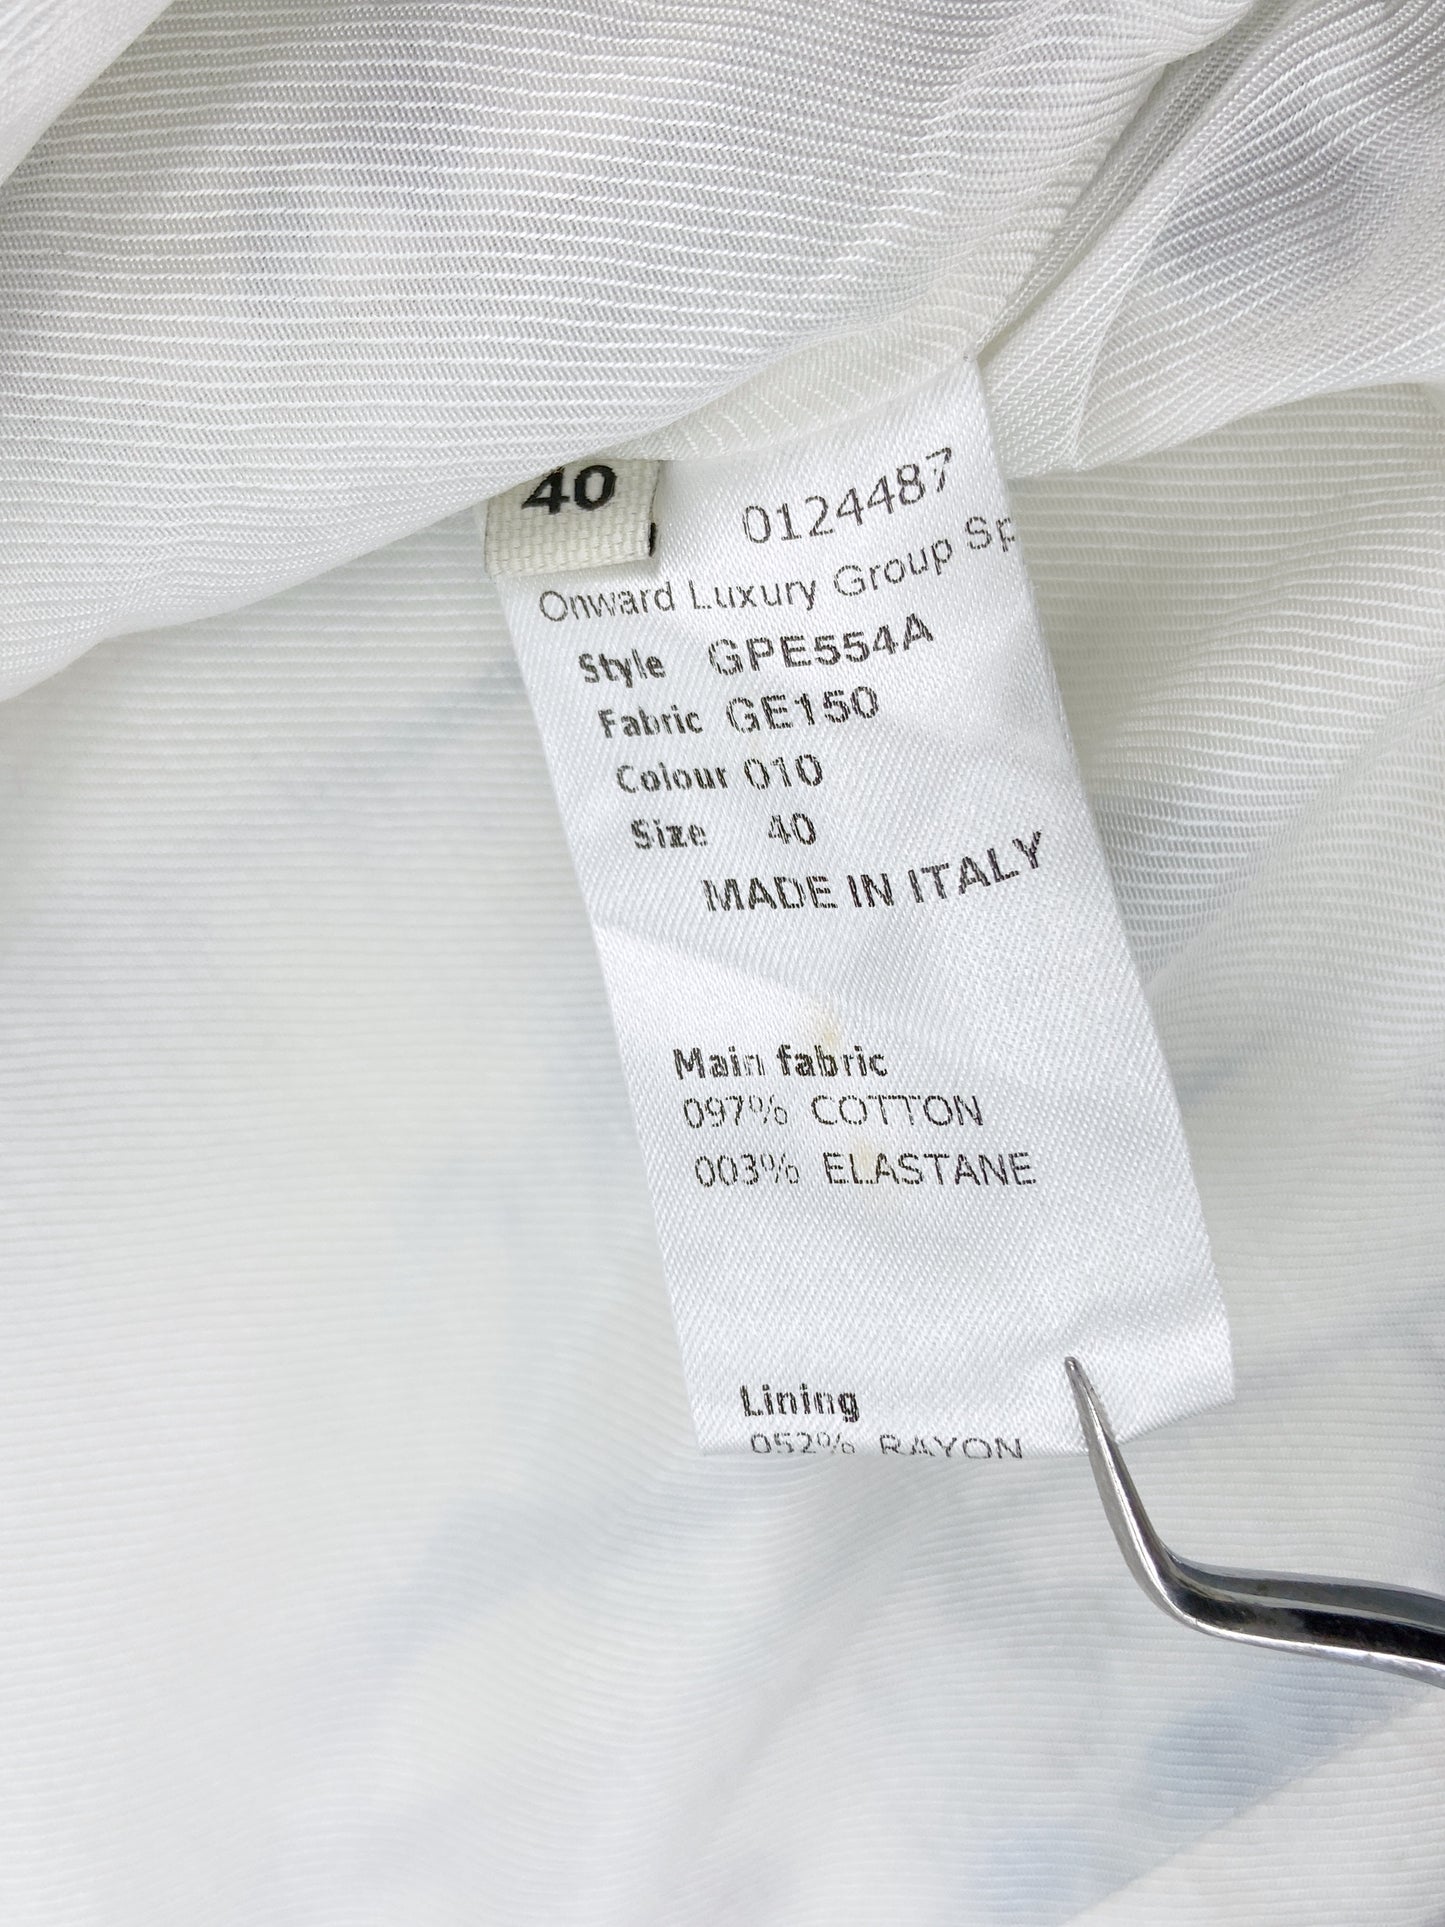 40
0124487
Onward Luxury Group Sp
Style GPE554A
Fabric GE150
Colour 010
Size 40
MADE IN ITALY
Main fabric
097% COTTON
003% ELASTANE
Lining
052% RAYON